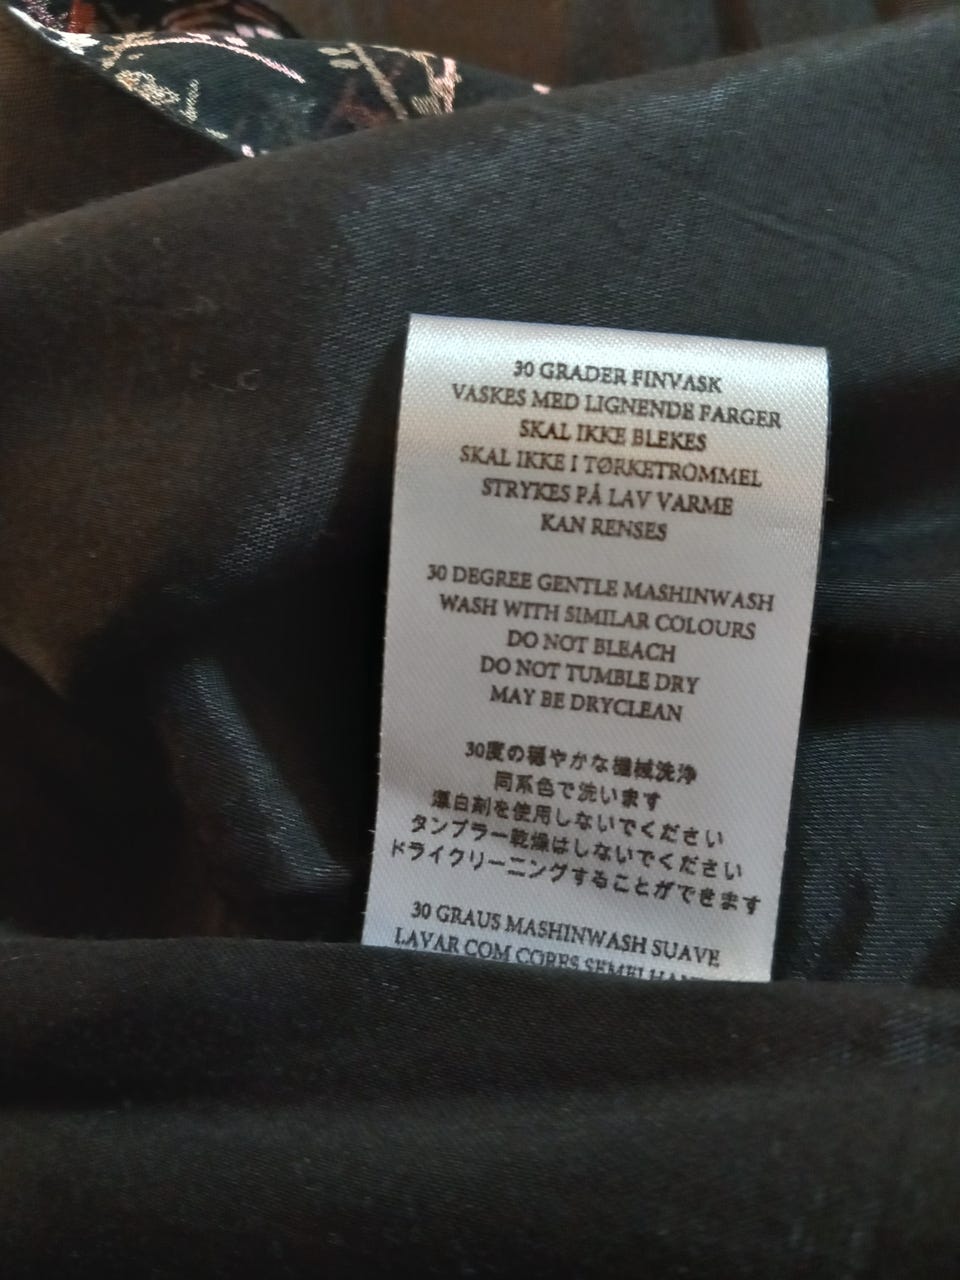 30 GRADER FINVASK
VASKES MED LIGNENDE FARGER
SKAL IKKE BLEKES
SKAL IKKE I TØRKETROMMEL
STRYKES PÅ LAV VARME
KAN RENSES
30 DEGREE GENTLE MASHINWASH
WASH WITH SIMILAR COLOURS
DO NOT BLEACH
DO NOT TUMBLE DRY
MAY BE DRYCLEAN
30度の穏やかな機械洗浄
同系色で洗います
漂白剤を使用しないでください
タンブラー乾燥はしないでください
ドライクリーニングすることができます
30 GRAUS MASHINWASH SUAVE
LAVAR COM CORES